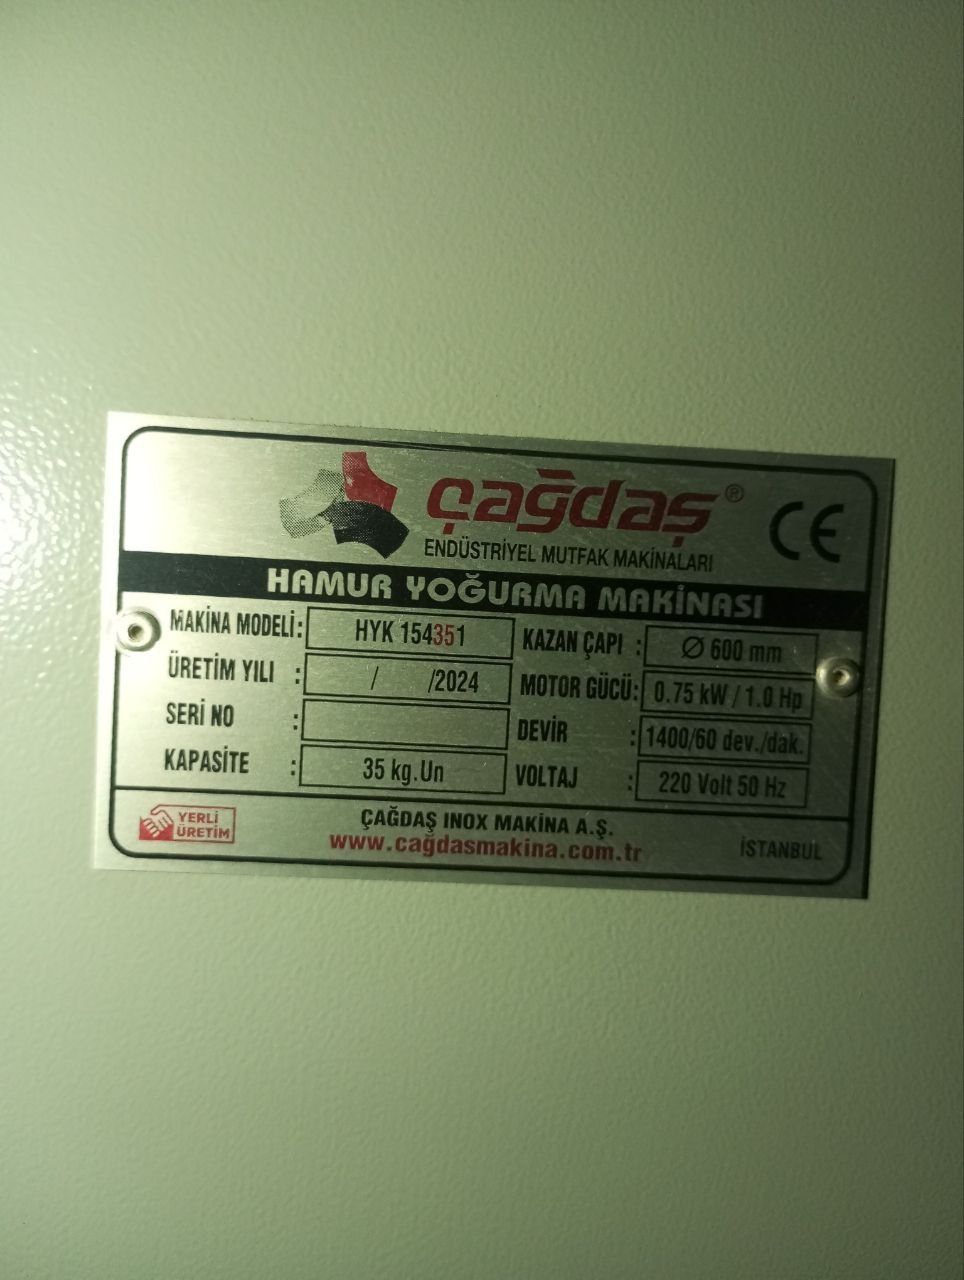 çağdaş®
ENDÜSTRİYEL MUTFAK MAKİNALARI
CE
HAMUR YOĞURMA MAKİNASI
MAKİNA MODELİ: HYK 154351
ÜRETİM YILI : / /2024
SERİ NO :
KAPASİTE : 35 kg.Un
KAZAN ÇAPI : Ø 600 mm
MOTOR GÜCÜ: 0.75 kW / 1.0 Hp
DEVİR : 1400/60 dev./dak.
VOLTAJ : 220 Volt 50 Hz
YERLİ
ÜRETİM
ÇAĞDAŞ INOX MAKİNA A.Ş.
www.cağdasmakina.com.tr
İSTANBUL